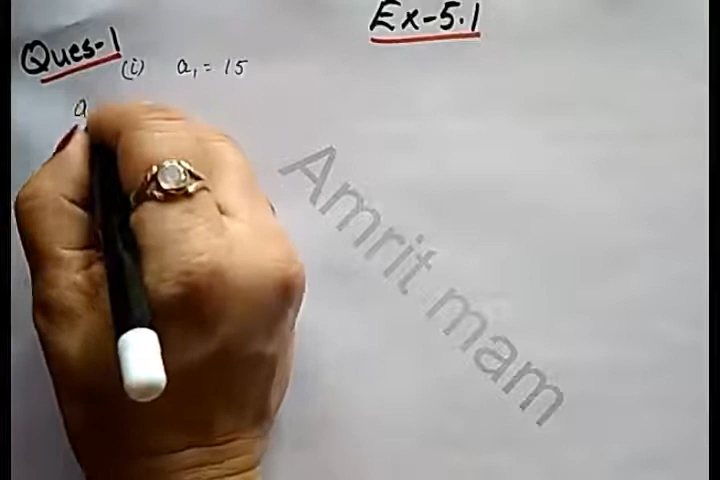 Ex-5.1
Ques-1
(i) a₁ = 15
a
Amrit mam